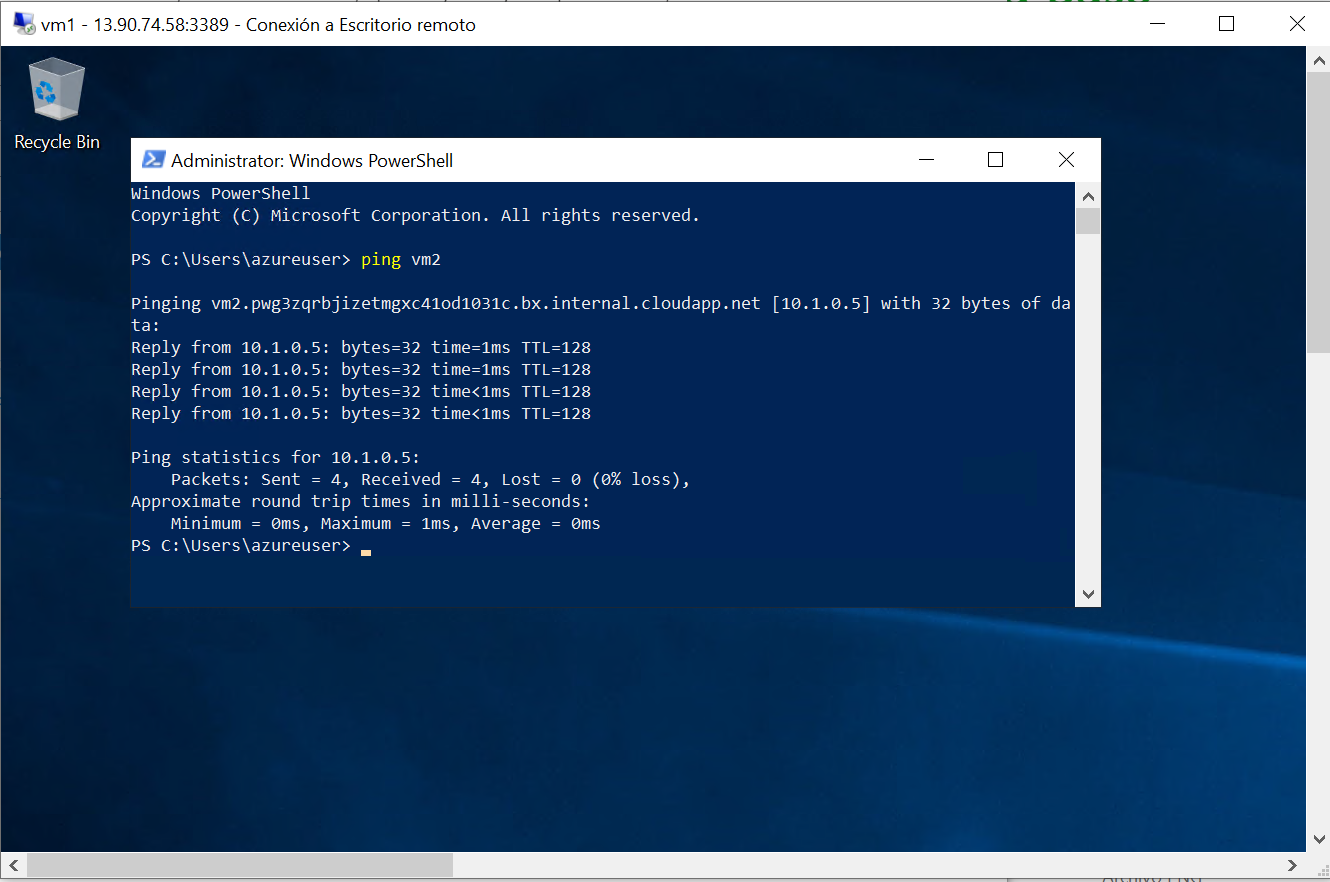 vm1 - 13.90.74.58:3389 - Conexión a Escritorio remoto
Recycle Bin
Administrator: Windows PowerShell
Windows PowerShell
Copyright (C) Microsoft Corporation. All rights reserved.
PS C:\Users\azureuser> ping vm2
Pinging vm2.pwg3zqrbjizetmgxc41od1031c.bx.internal.cloudapp.net [10.1.0.5] with 32 bytes of da
ta:
Reply from 10.1.0.5: bytes=32 time=1ms TTL=128
Reply from 10.1.0.5: bytes=32 time=1ms TTL=128
Reply from 10.1.0.5: bytes=32 time<1ms TTL=128
Reply from 10.1.0.5: bytes=32 time<1ms TTL=128
Ping statistics for 10.1.0.5:
Packets: Sent = 4, Received = 4, Lost = 0 (0% loss),
Approximate round trip times in milli-seconds:
Minimum = 0ms, Maximum = 1ms, Average = 0ms
PS C:\Users\azureuser>